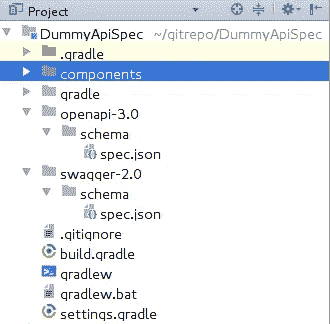 Project
DummyApiSpec ~/gitrepo/DummyApiSpec
.gradle
components
gradle
openapi-3.0
schema
spec.json
swagger-2.0
schema
spec.json
.gitignore
build.gradle
gradlew
gradlew.bat
settings.gradle